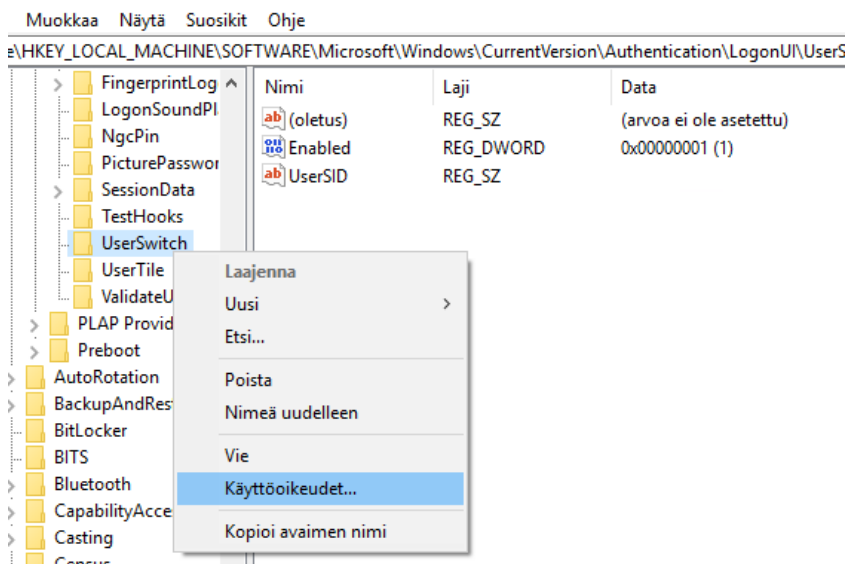 Muokkaa Näytä Suosikit Ohje
e\HKEY_LOCAL_MACHINE\SOFTWARE\Microsoft\Windows\CurrentVersion\Authentication\LogonUI\UserS
FingerprintLog
LogonSoundPl
NgcPin
PicturePasswor
SessionData
TestHooks
UserSwitch
UserTile
ValidateU
PLAP Provid
Preboot
AutoRotation
BackupAndRes
BitLocker
BITS
Bluetooth
CapabilityAcce
Casting
Census
Nimi Laji Data
ab (oletus) REG_SZ (arvoa ei ole asetettu)
Enabled REG_DWORD 0x00000001 (1)
ab UserSID REG_SZ
Laajenna
Uusi
Etsi...
Poista
Nimeä uudelleen
Vie
Käyttöoikeudet...
Kopioi avaimen nimi